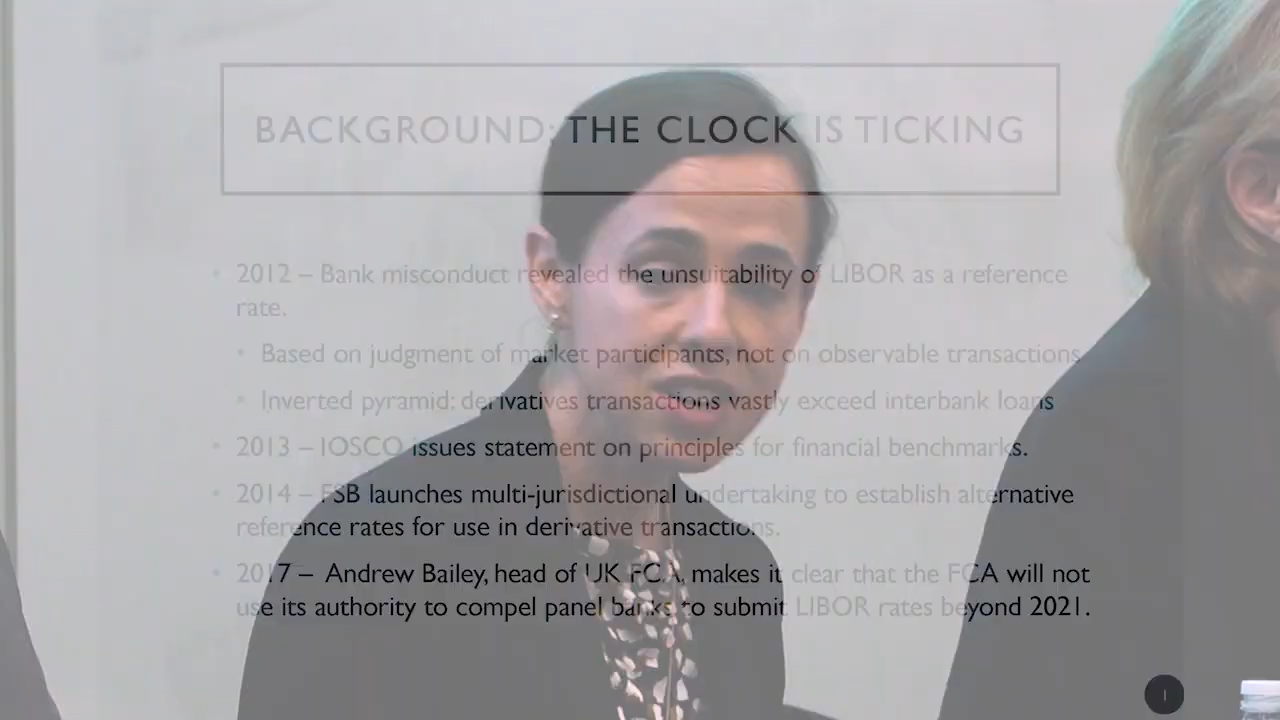 BACKGROUND: THE CLOCK IS TICKING
• 2012 – Bank misconduct revealed the unsuitability of LIBOR as a reference
rate.
• Based on judgment of market participants, not on observable transactions
• Inverted pyramid: derivatives transactions vastly exceed interbank loans
• 2013 – IOSCO issues statement on principles for financial benchmarks.
• 2014 – FSB launches multi-jurisdictional undertaking to establish alternative
reference rates for use in derivative transactions.
• 2017 – Andrew Bailey, head of UK FCA, makes it clear that the FCA will not
use its authority to compel panel banks to submit LIBOR rates beyond 2021.
1